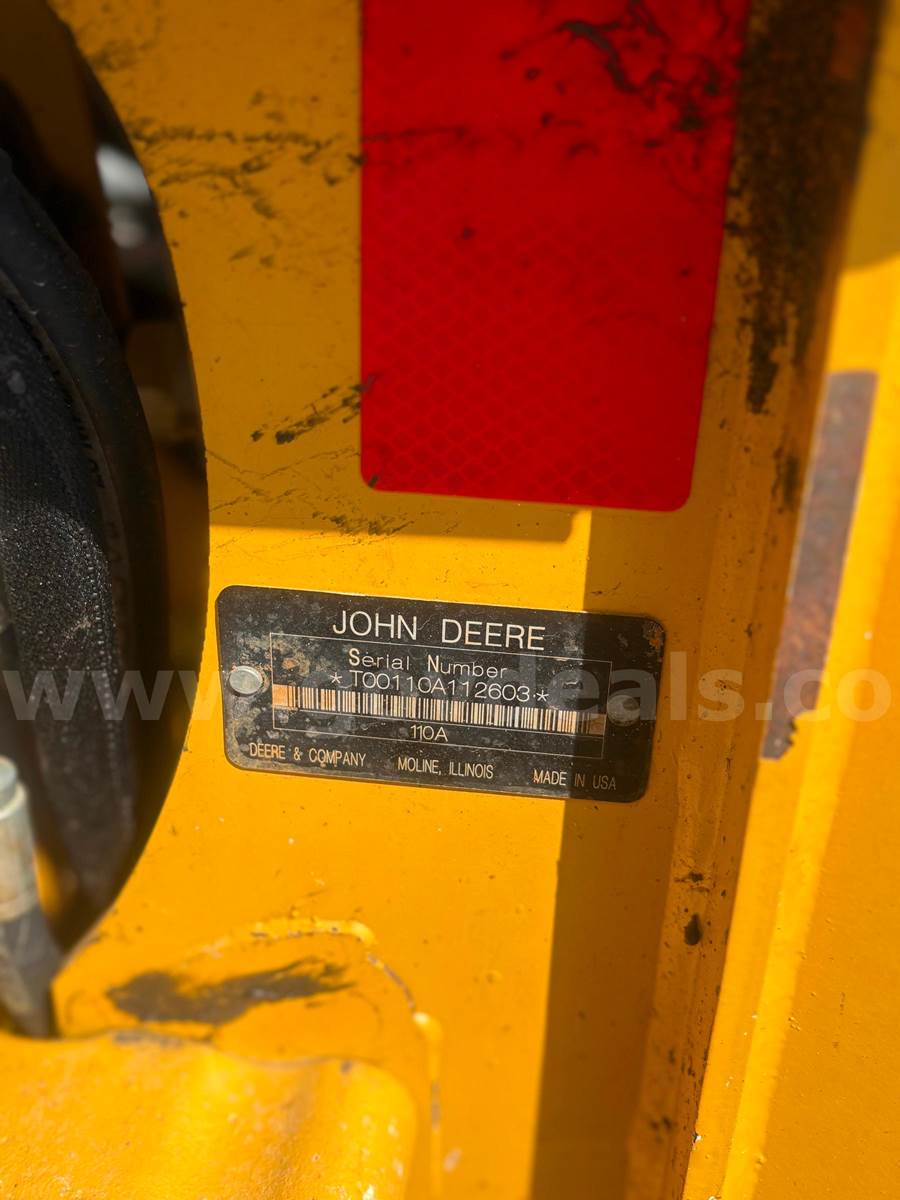 JOHN DEERE
Serial Number
*T00110A112603*
110A
DEERE & COMPANY MOLINE, ILLINOIS MADE IN USA